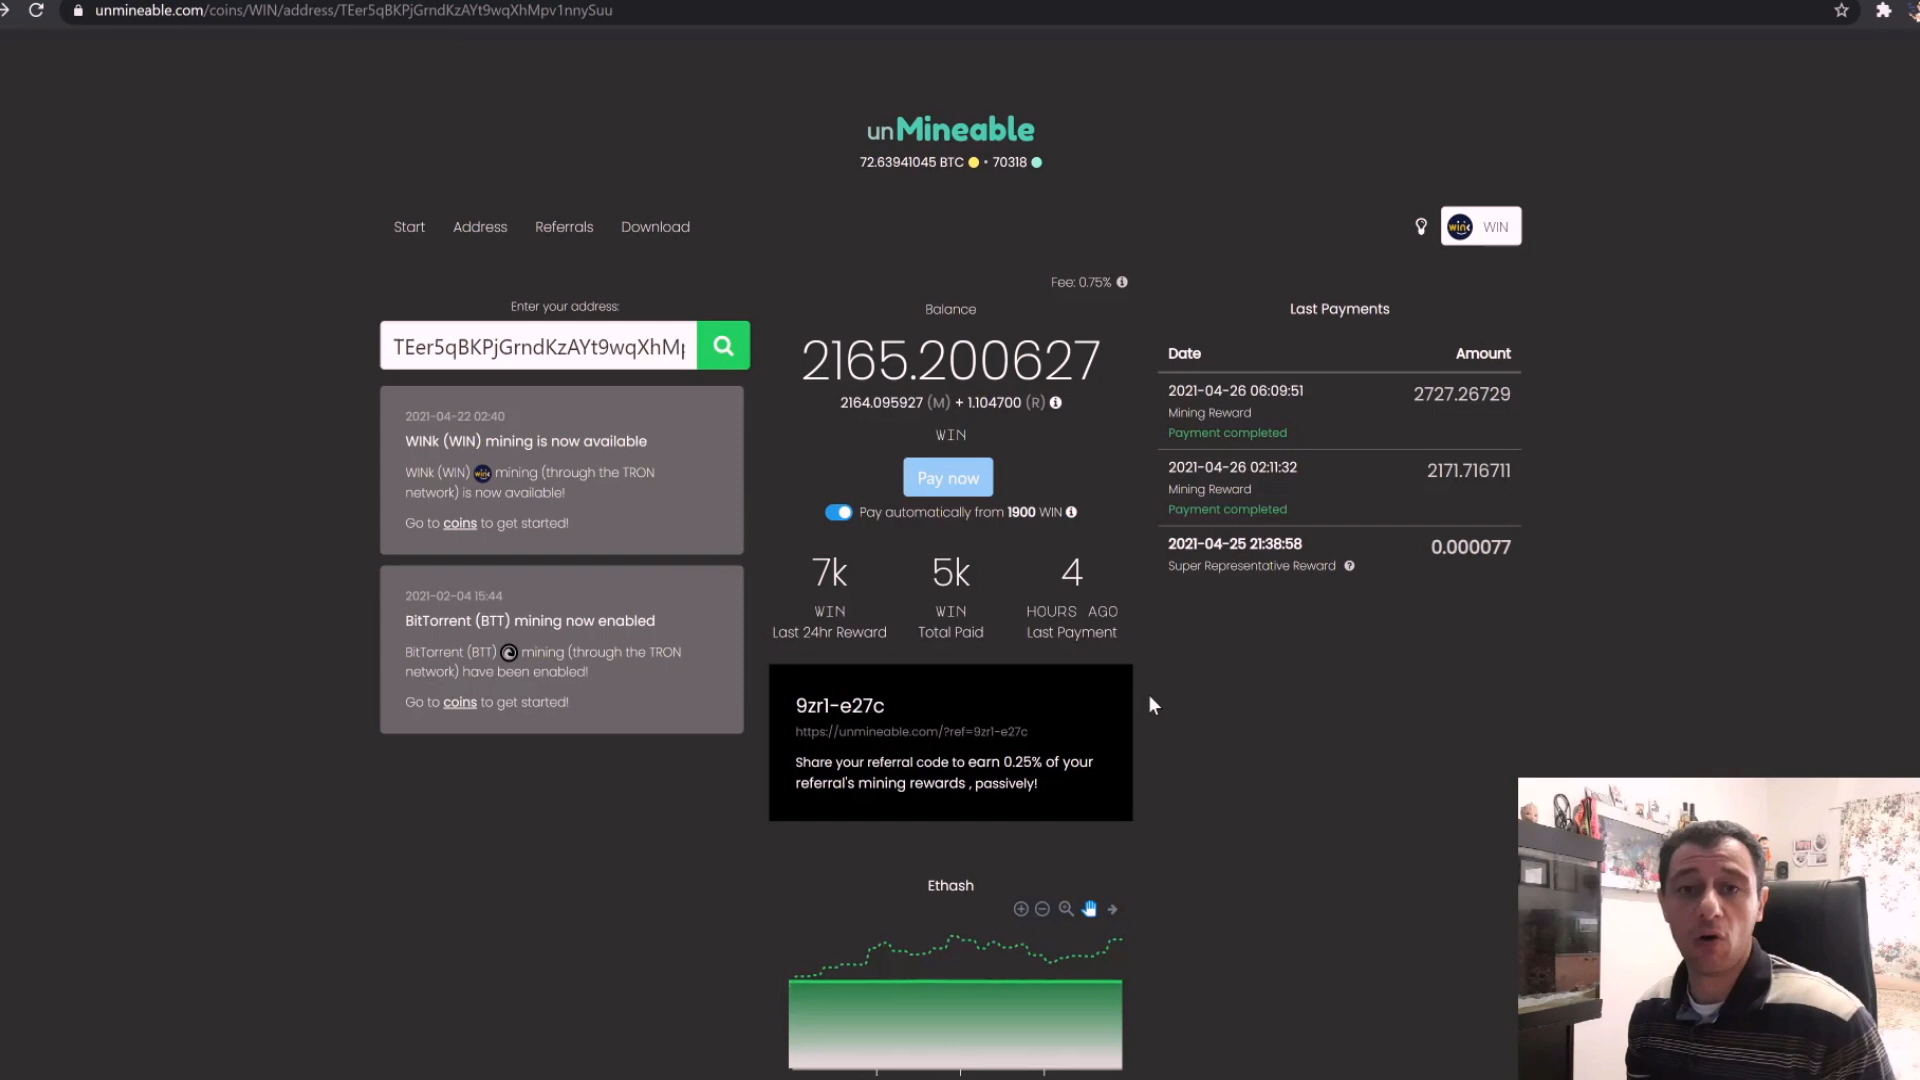 unmineable.com/coins/WIN/address/TEer5qBKPjGrndKzAYt9wqXhMpv1nnySuu
unMineable
72.63941045 BTC • 70318
Start Address Referrals Download
WIN
Fee: 0.75%
Enter your address:
TEer5qBKPjGrndKzAYt9wqXhMp
2021-04-22 02:40
WINk (WIN) mining is now available
WINk (WIN) mining (through the TRON
network) is now available!
Go to coins to get started!
2021-02-04 15:44
BitTorrent (BTT) mining now enabled
BitTorrent (BTT) mining (through the TRON
network) have been enabled!
Go to coins to get started!
Balance
2165.200627
2164.095927 (M) + 1.104700 (R)
WIN
Pay now
Pay automatically from 1900 WIN
7k 5k 4
WIN WIN HOURS AGO
Last 24hr Reward Total Paid Last Payment
9zr1-e27c
https://unmineable.com/?ref=9zr1-e27c
Share your referral code to earn 0.25% of your
referral's mining rewards , passively!
Ethash
Last Payments
Date Amount
2021-04-26 06:09:51 2727.26729
Mining Reward
Payment completed
2021-04-26 02:11:32 2171.716711
Mining Reward
Payment completed
2021-04-25 21:38:58 0.000077
Super Representative Reward